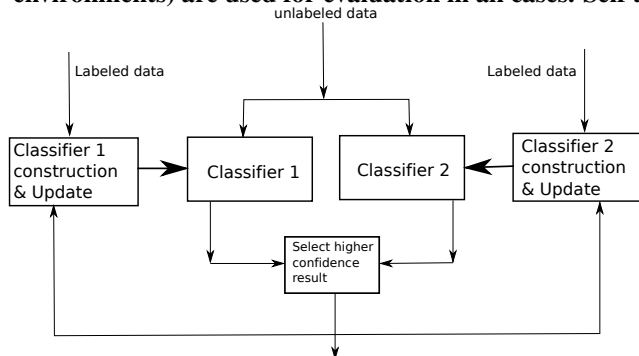 environments) are used for evaluation in all cases. Self-
unlabeled data
Labeled data
Labeled data
Classifier 1
construction
& Update
Classifier 1
Classifier 2
Classifier 2
construction
& Update
Select higher
confidence
result